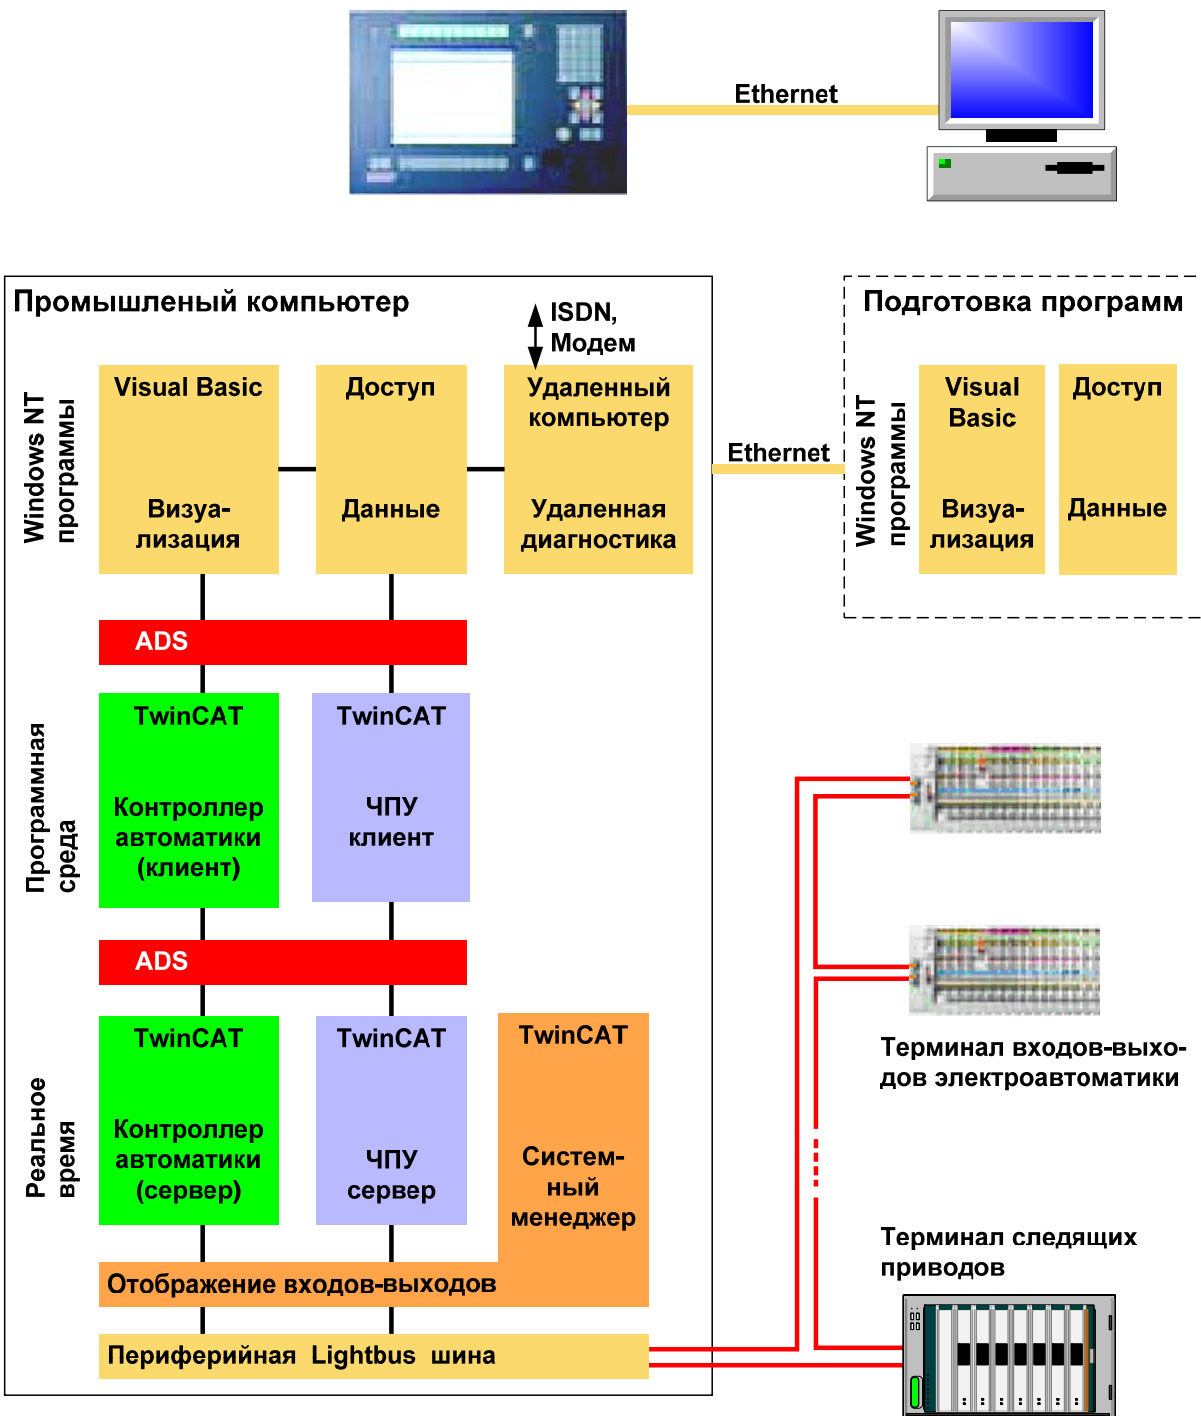 Ethernet
Промышленый компьютер
ISDN,
Модем
Windows NT
программы
Visual Basic
Визуа-
лизация
Доступ
Данные
Удаленный
компьютер
Удаленная
диагностика
Ethernet
Подготовка программ
Windows NT
программы
Visual
Basic
Визуа-
лизация
Доступ
Данные
ADS
Программная
среда
TwinCAT
Контроллер
автоматики
(клиент)
TwinCAT
ЧПУ
клиент
ADS
Реальное
время
TwinCAT
Контроллер
автоматики
(сервер)
TwinCAT
ЧПУ
сервер
TwinCAT
Систем-
ный
менеджер
Отображение входов-выходов
Периферийная Lightbus шина
Терминал входов-выхо-
дов электроавтоматики
Терминал следящих
приводов